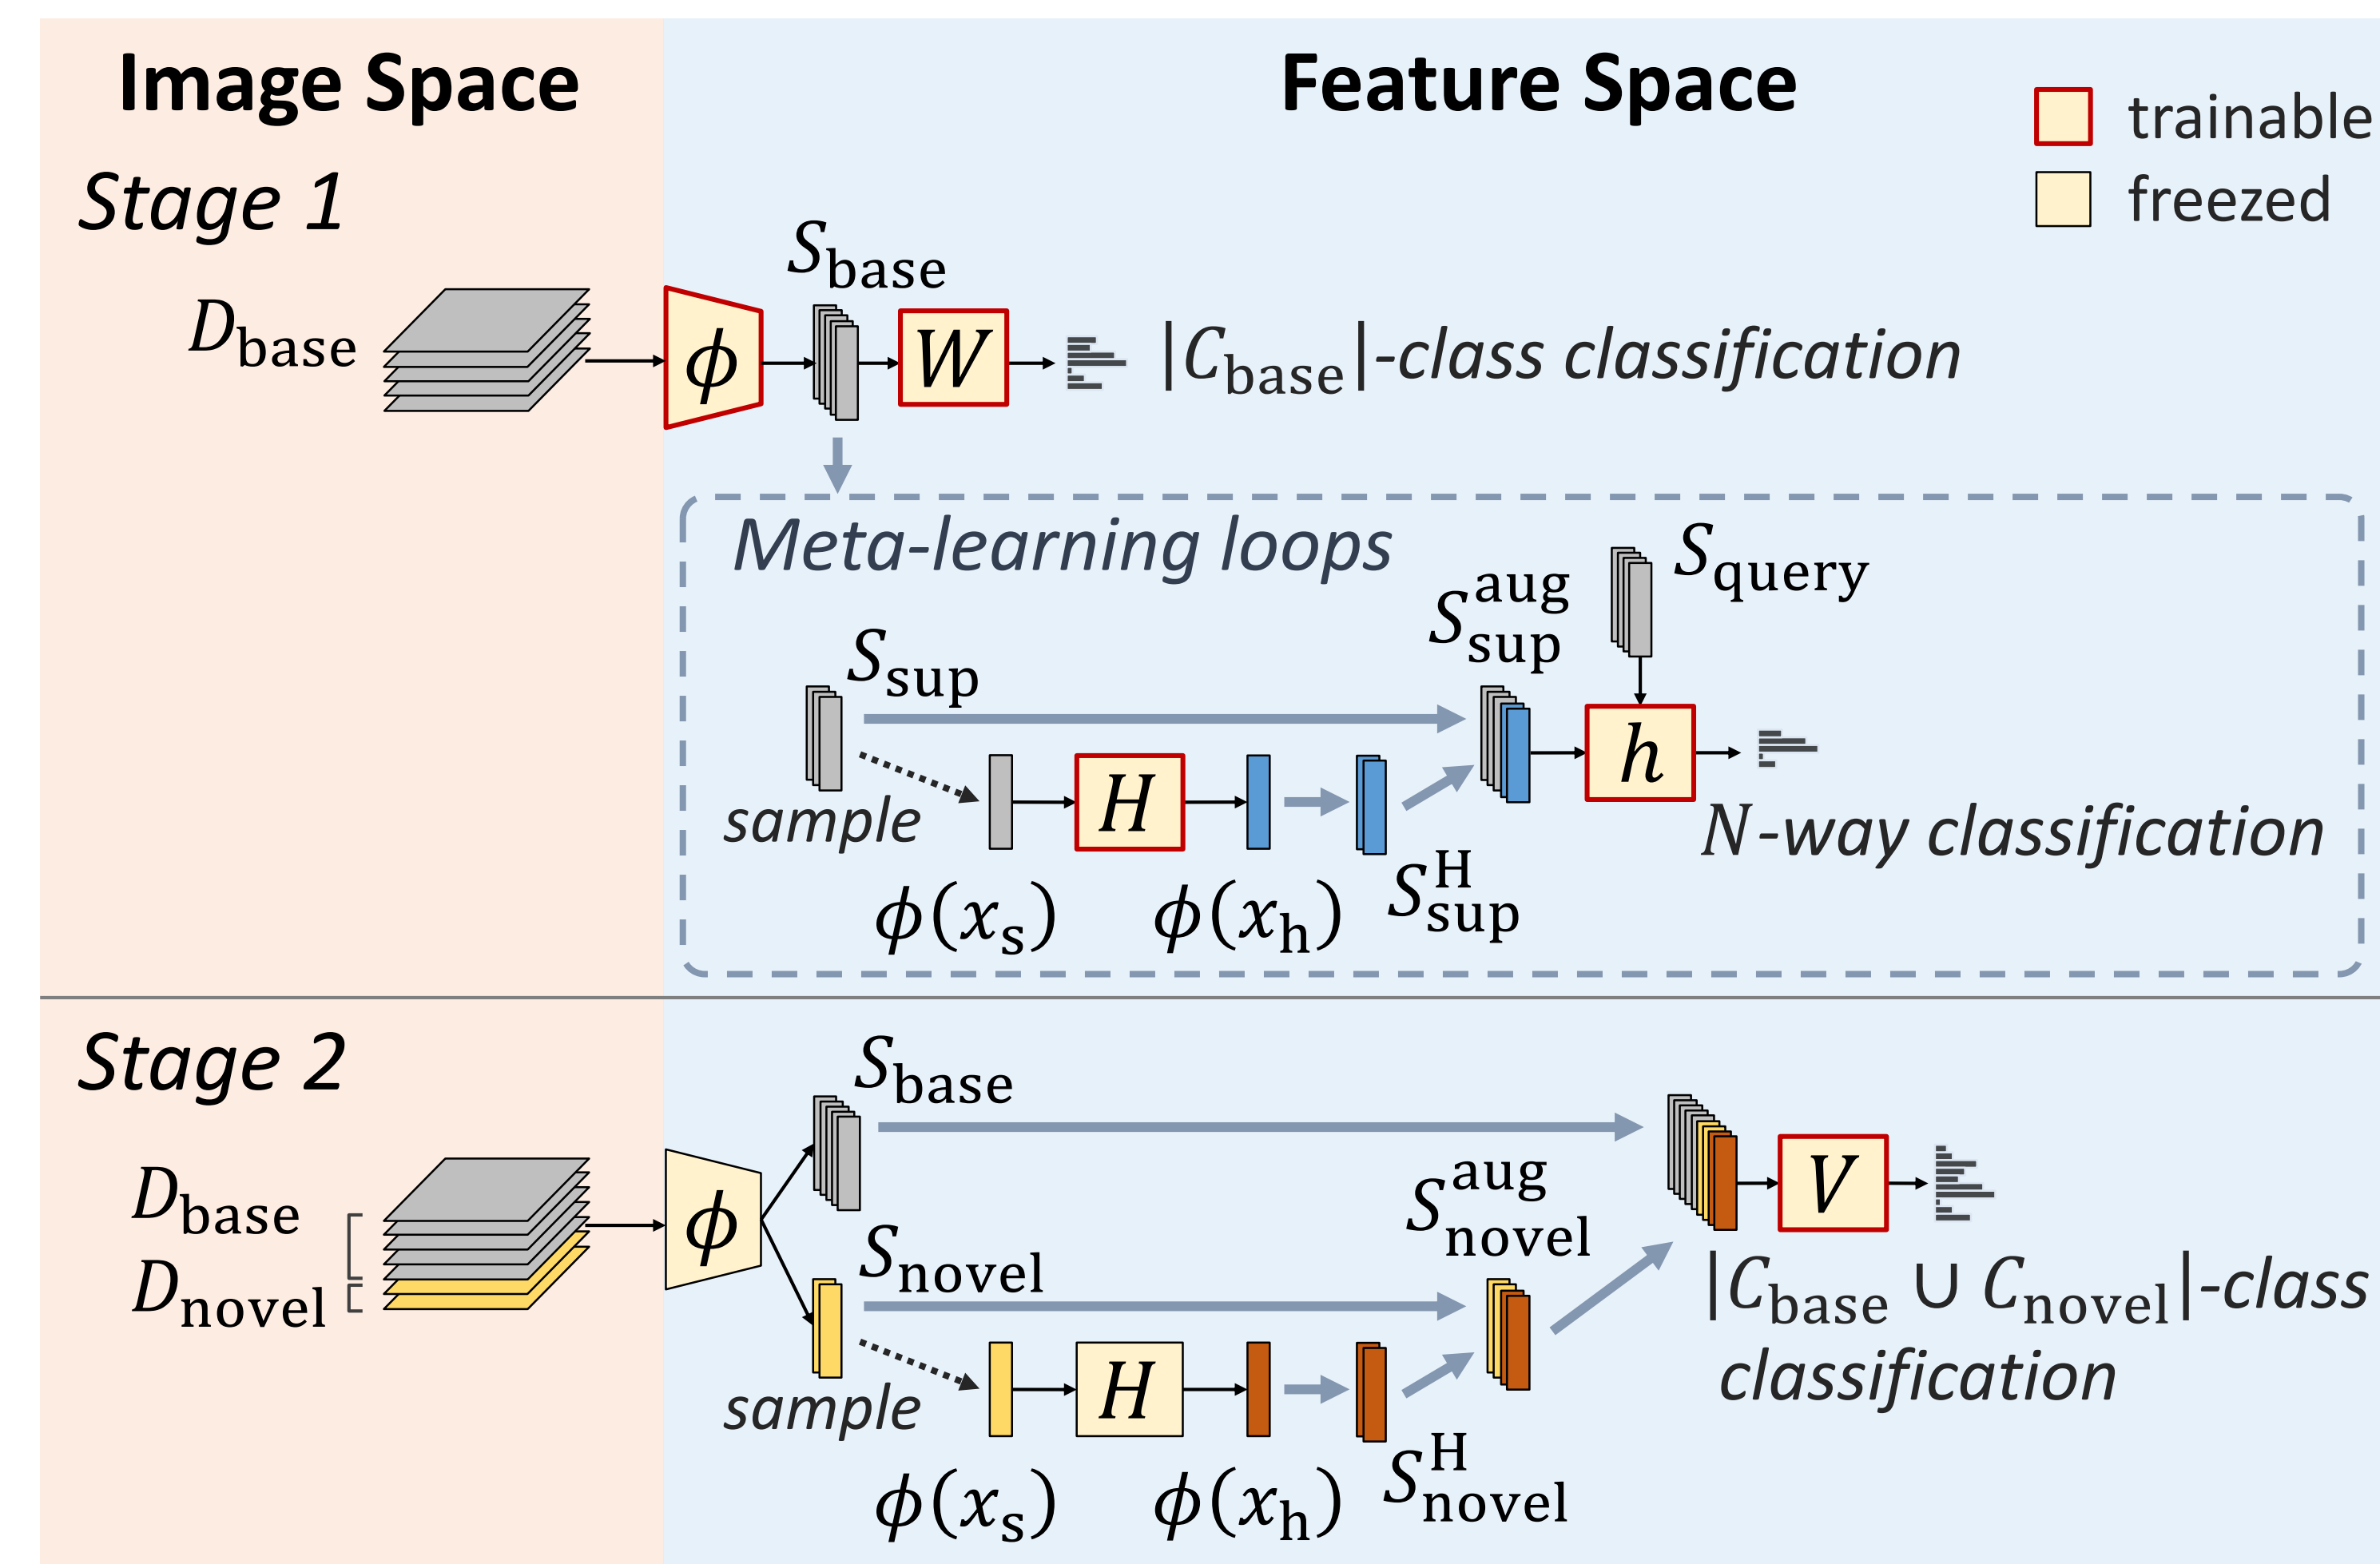 Image Space
Feature Space
trainable
freezed
Stage 1
S_base
D_base
ϕ
W
|C_base|-class classification
Meta-learning loops
S_query
S_sup^aug
S_sup
h
sample
H
N-way classification
ϕ(x_s)
ϕ(x_h)
S_sup^H
Stage 2
S_base
D_base
D_novel
ϕ
S_novel
S_novel^aug
V
|C_base ∪ C_novel|-class
classification
sample
H
ϕ(x_s)
ϕ(x_h)
S_novel^H